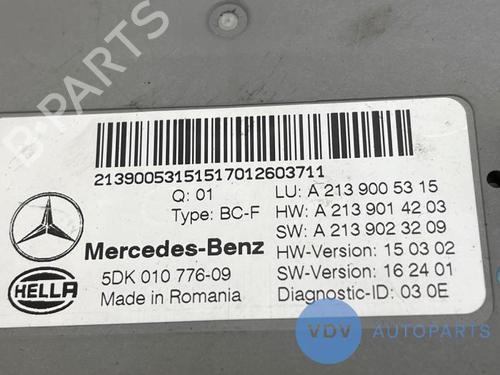 B-PARTS
21390053151517012603711
Q: 01
Type: BC-F
Mercedes-Benz
HELLA
5DK 010 776-09
Made in Romania
LU: A 213 900 53 15
HW: A 213 901 42 03
SW: A 213 902 32 09
HW-Version: 15 03 02
SW-Version: 16 24 01
Diagnostic-ID: 03 0E
VDV
AUTOPARTS